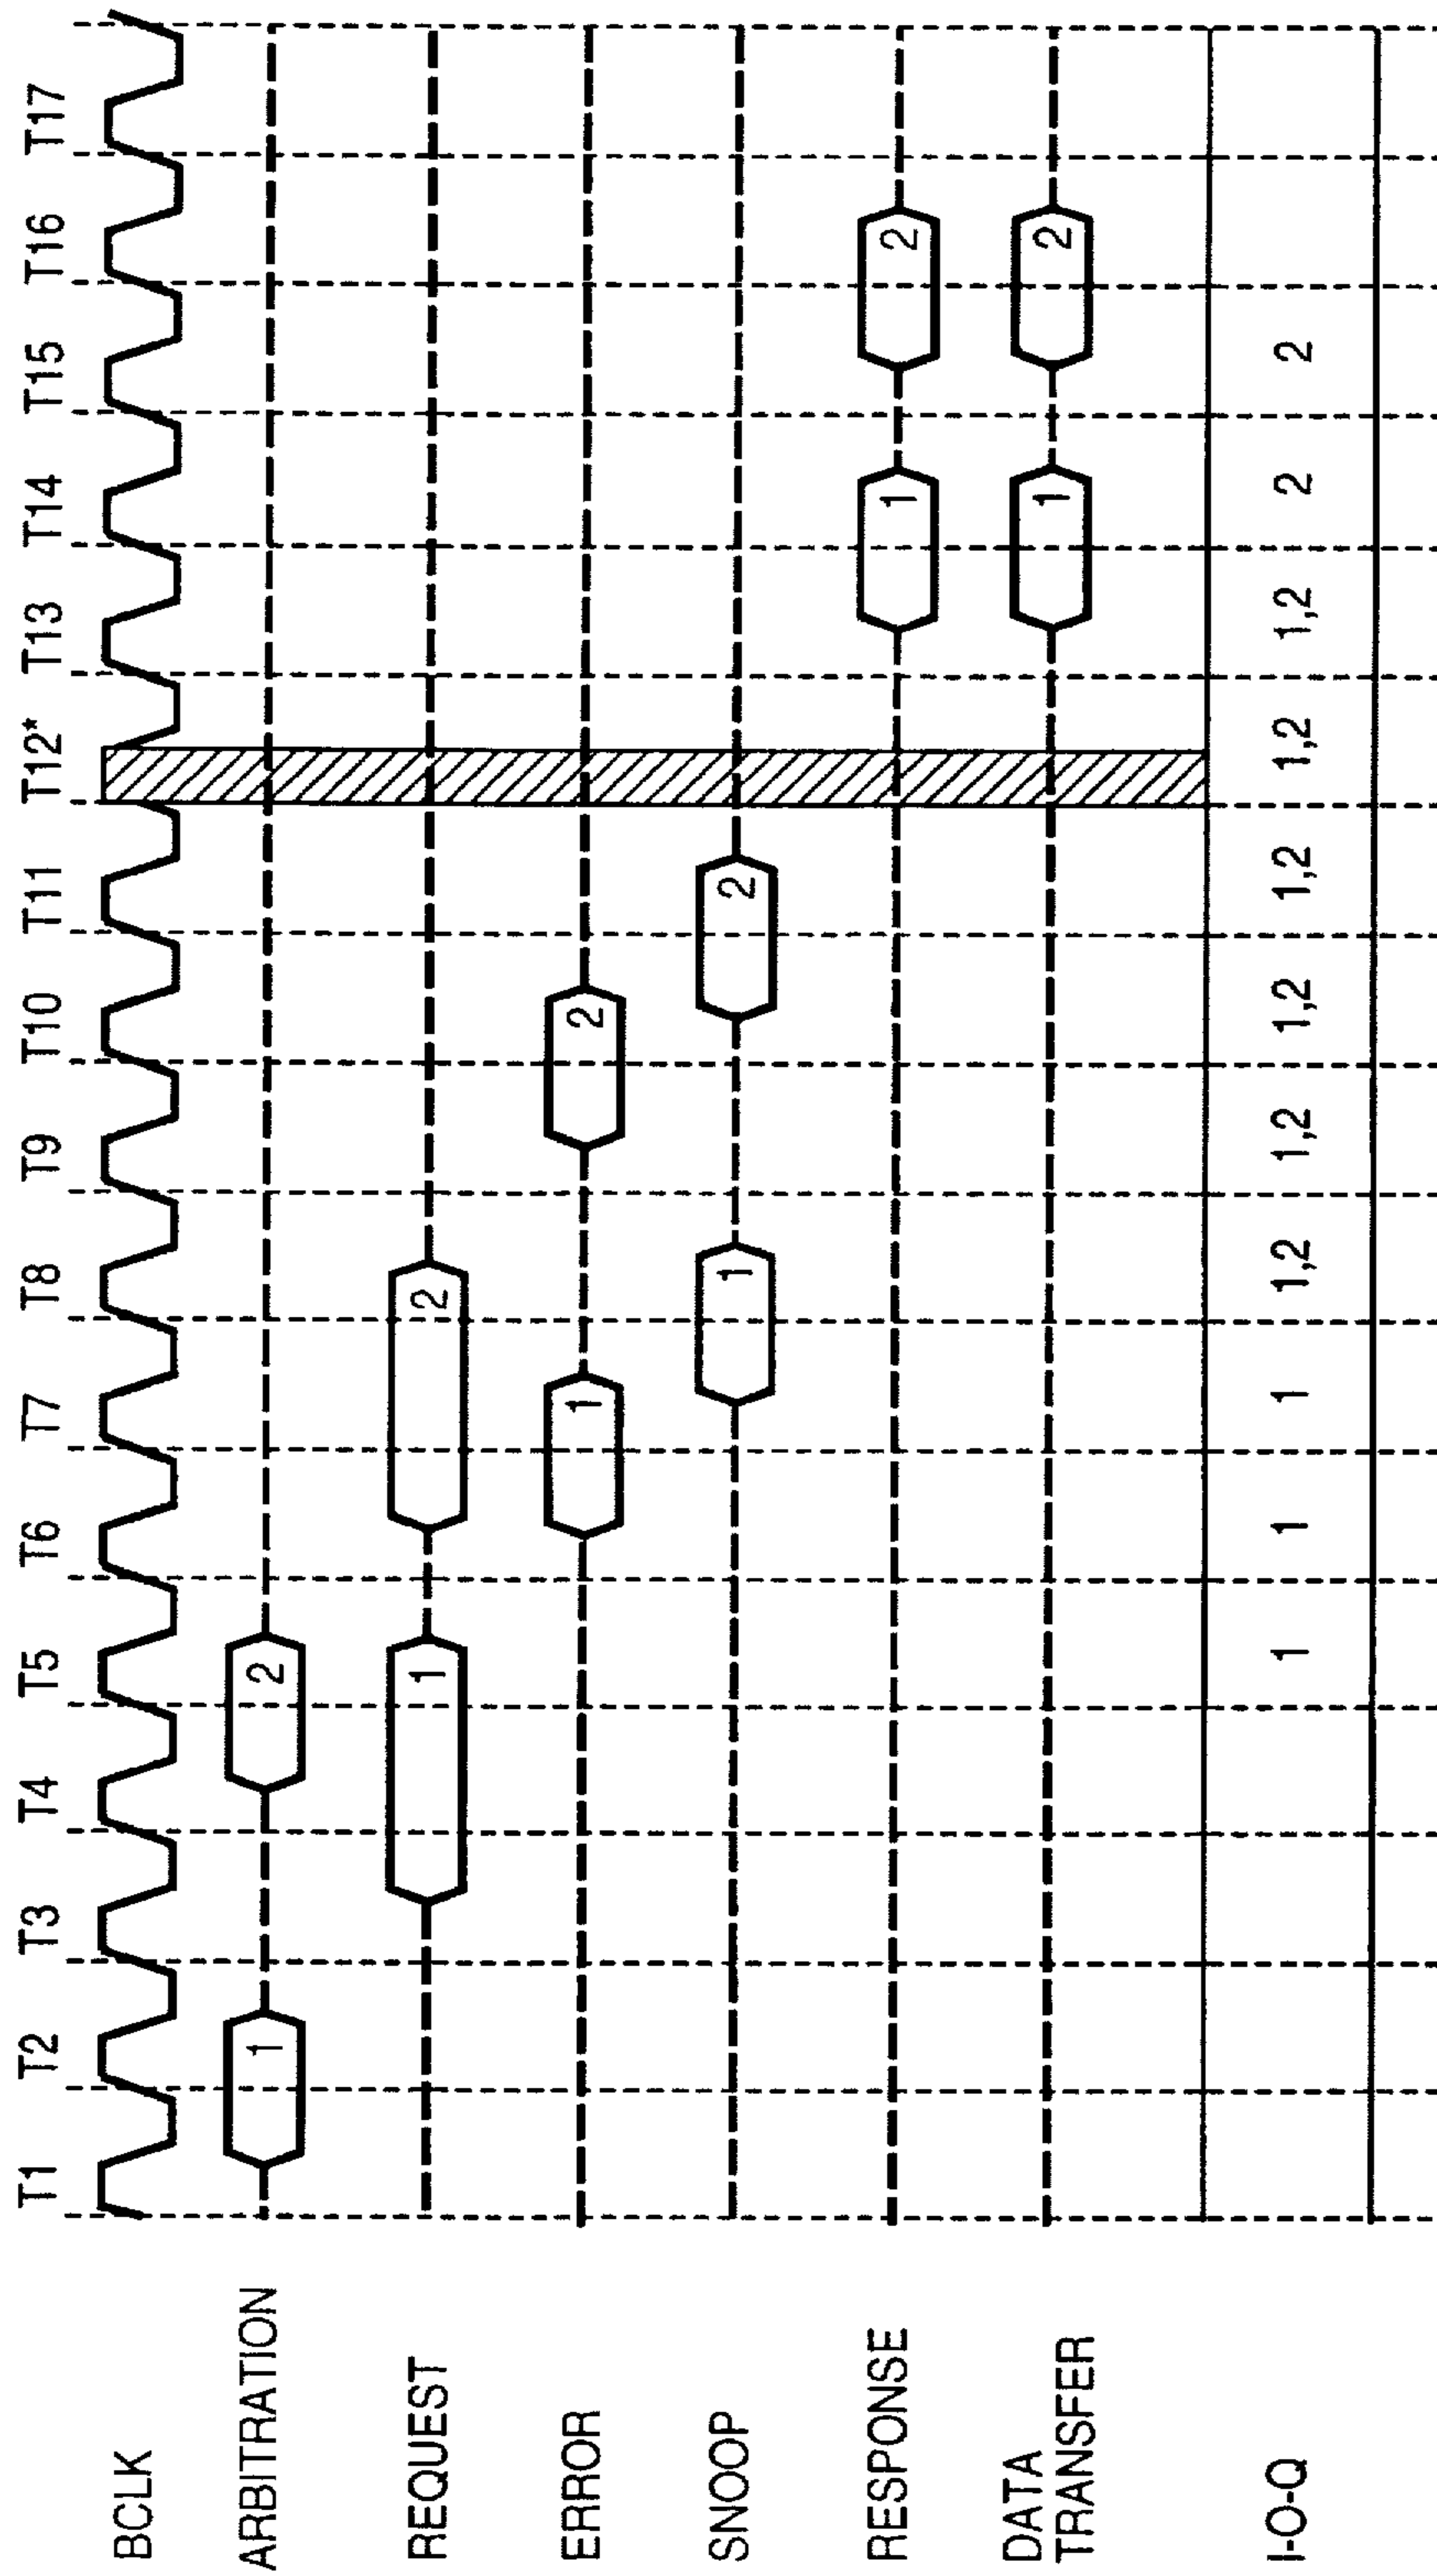 T1 T2 T3 T4 T5 T6 T7 T8 T9 T10 T11 T12* T13 T14 T15 T16 T17
BCLK
ARBITRATION 1 2
REQUEST 1 2
ERROR 1 2
SNOOP 1 2
RESPONSE 1 2
DATA
TRANSFER 1 2
I-O-Q 1 1 1 1,2 1,2 1,2 1,2 1,2 1,2 2 2